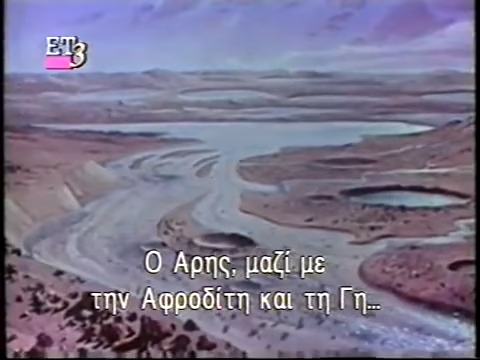 ET3
Ο Αρης, μαζί με
την Αφροδίτη και τη Γη...